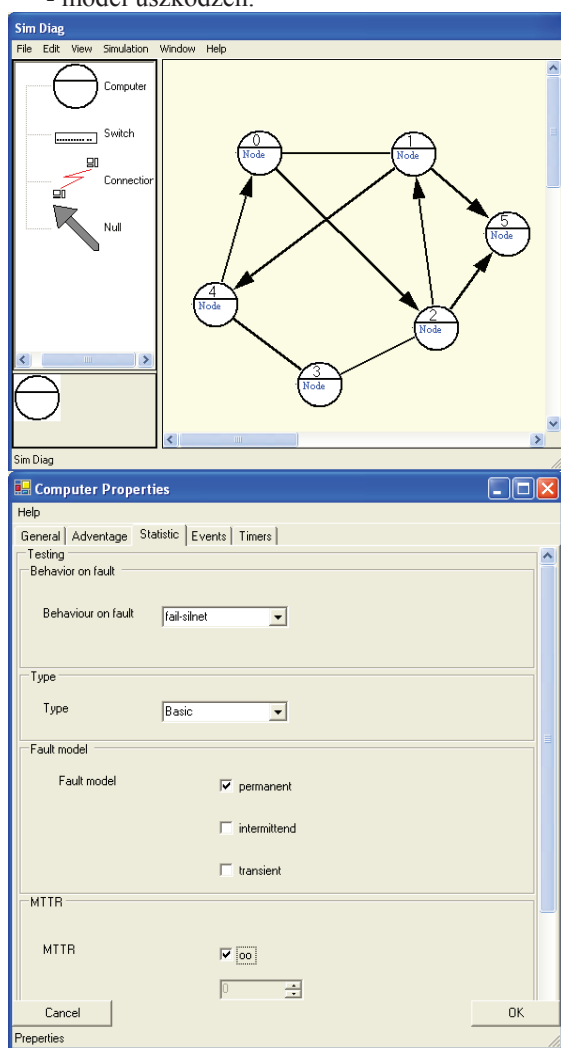 - model uszkodzeń.
Sim Diag
File Edit View Simulation Window Help
Computer
Switch
Connection
Null
0
Node
1
Node
5
Node
4
Node
2
Node
3
Node
Sim Diag
Computer Properties
Help
General Adventage Statistic Events Timers
Testing
Behavior on fault
Behaviour on fault fail-silnet
Type
Type Basic
Fault model
Fault model permanent
intermittend
transient
MTTR
MTTR oo
0
Cancel OK
Preperties